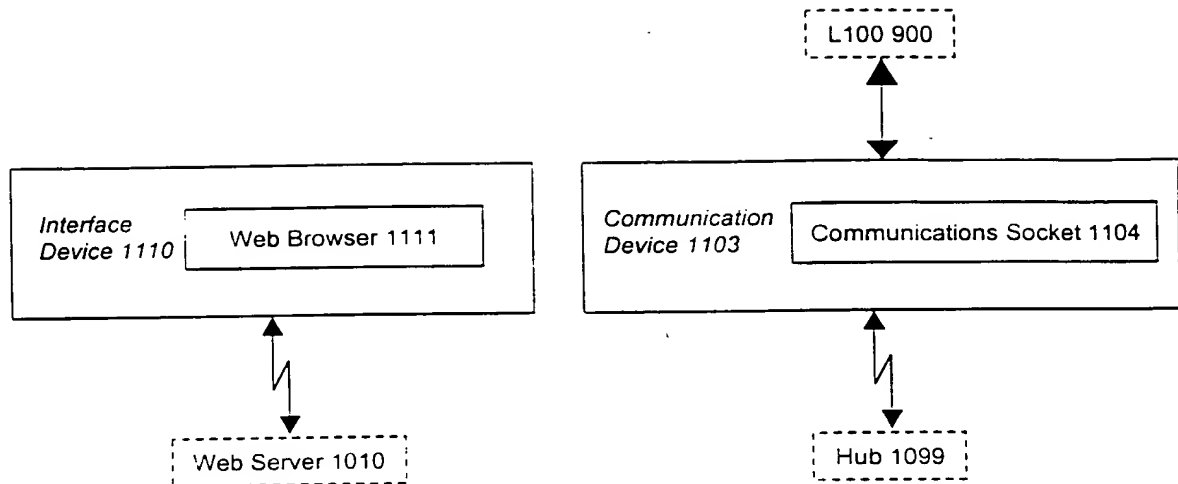 L100 900
Interface
Device 1110
Web Browser 1111
Communication
Device 1103
Communications Socket 1104
Web Server 1010
Hub 1099